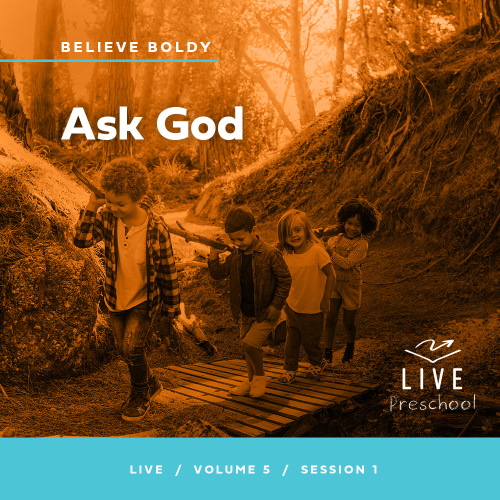 BELIEVE BOLDY
Ask God
LIVE
Preschool
LIVE / VOLUME 5 / SESSION 1